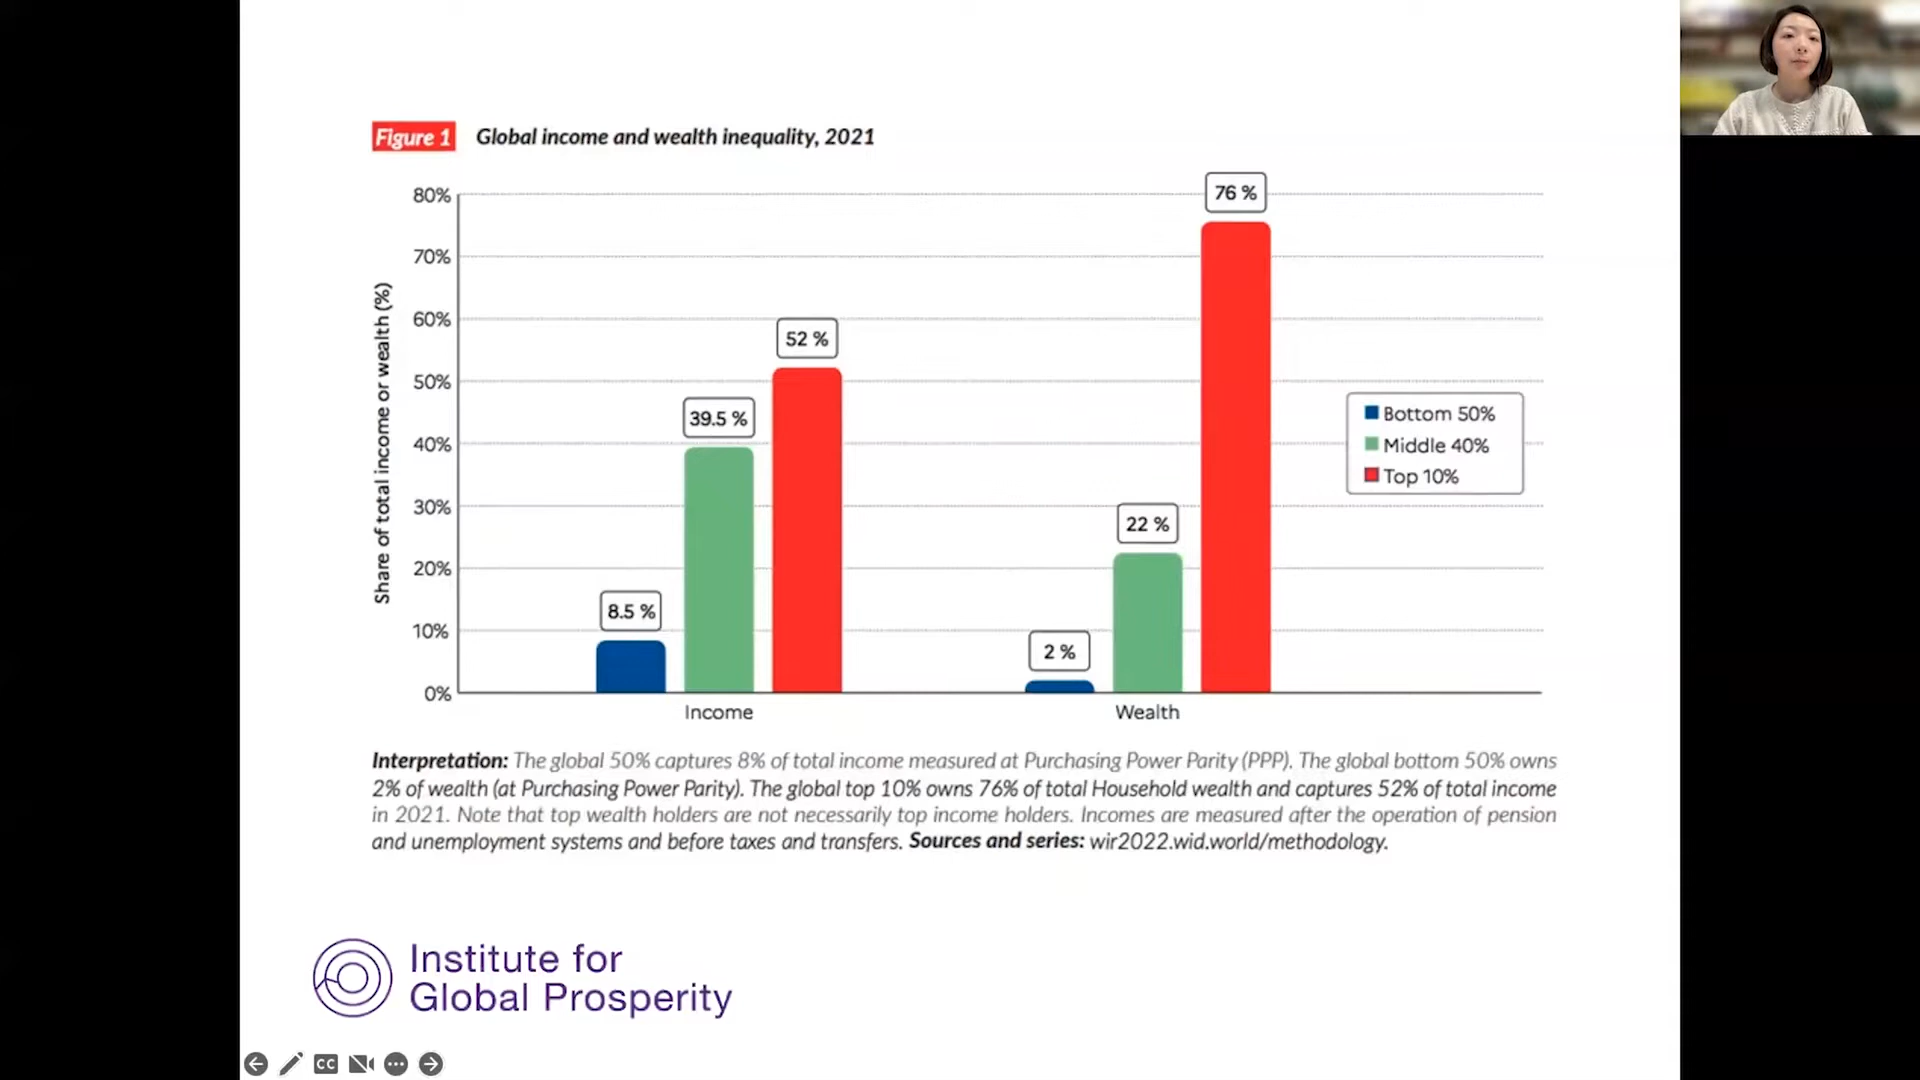 Figure 1 Global income and wealth inequality, 2021
Share of total income or wealth (%)
80%
70%
60%
50%
40%
30%
20%
10%
0%
8.5 %
39.5 %
52 %
2 %
22 %
76 %
Income
Wealth
Bottom 50%
Middle 40%
Top 10%
Interpretation: The global 50% captures 8% of total income measured at Purchasing Power Parity (PPP). The global bottom 50% owns
2% of wealth (at Purchasing Power Parity). The global top 10% owns 76% of total Household wealth and captures 52% of total income
in 2021. Note that top wealth holders are not necessarily top income holders. Incomes are measured after the operation of pension
and unemployment systems and before taxes and transfers. Sources and series: wir2022.wid.world/methodology.
Institute for
Global Prosperity
CC